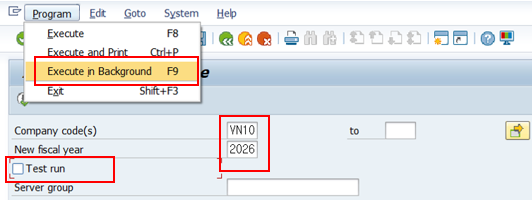 Program Edit Goto System Help
Execute F8
Execute and Print Ctrl+P
Execute in Background F9
Exit Shift+F3
Company code(s) VN10 to
New fiscal year 2026
Test run
Server group